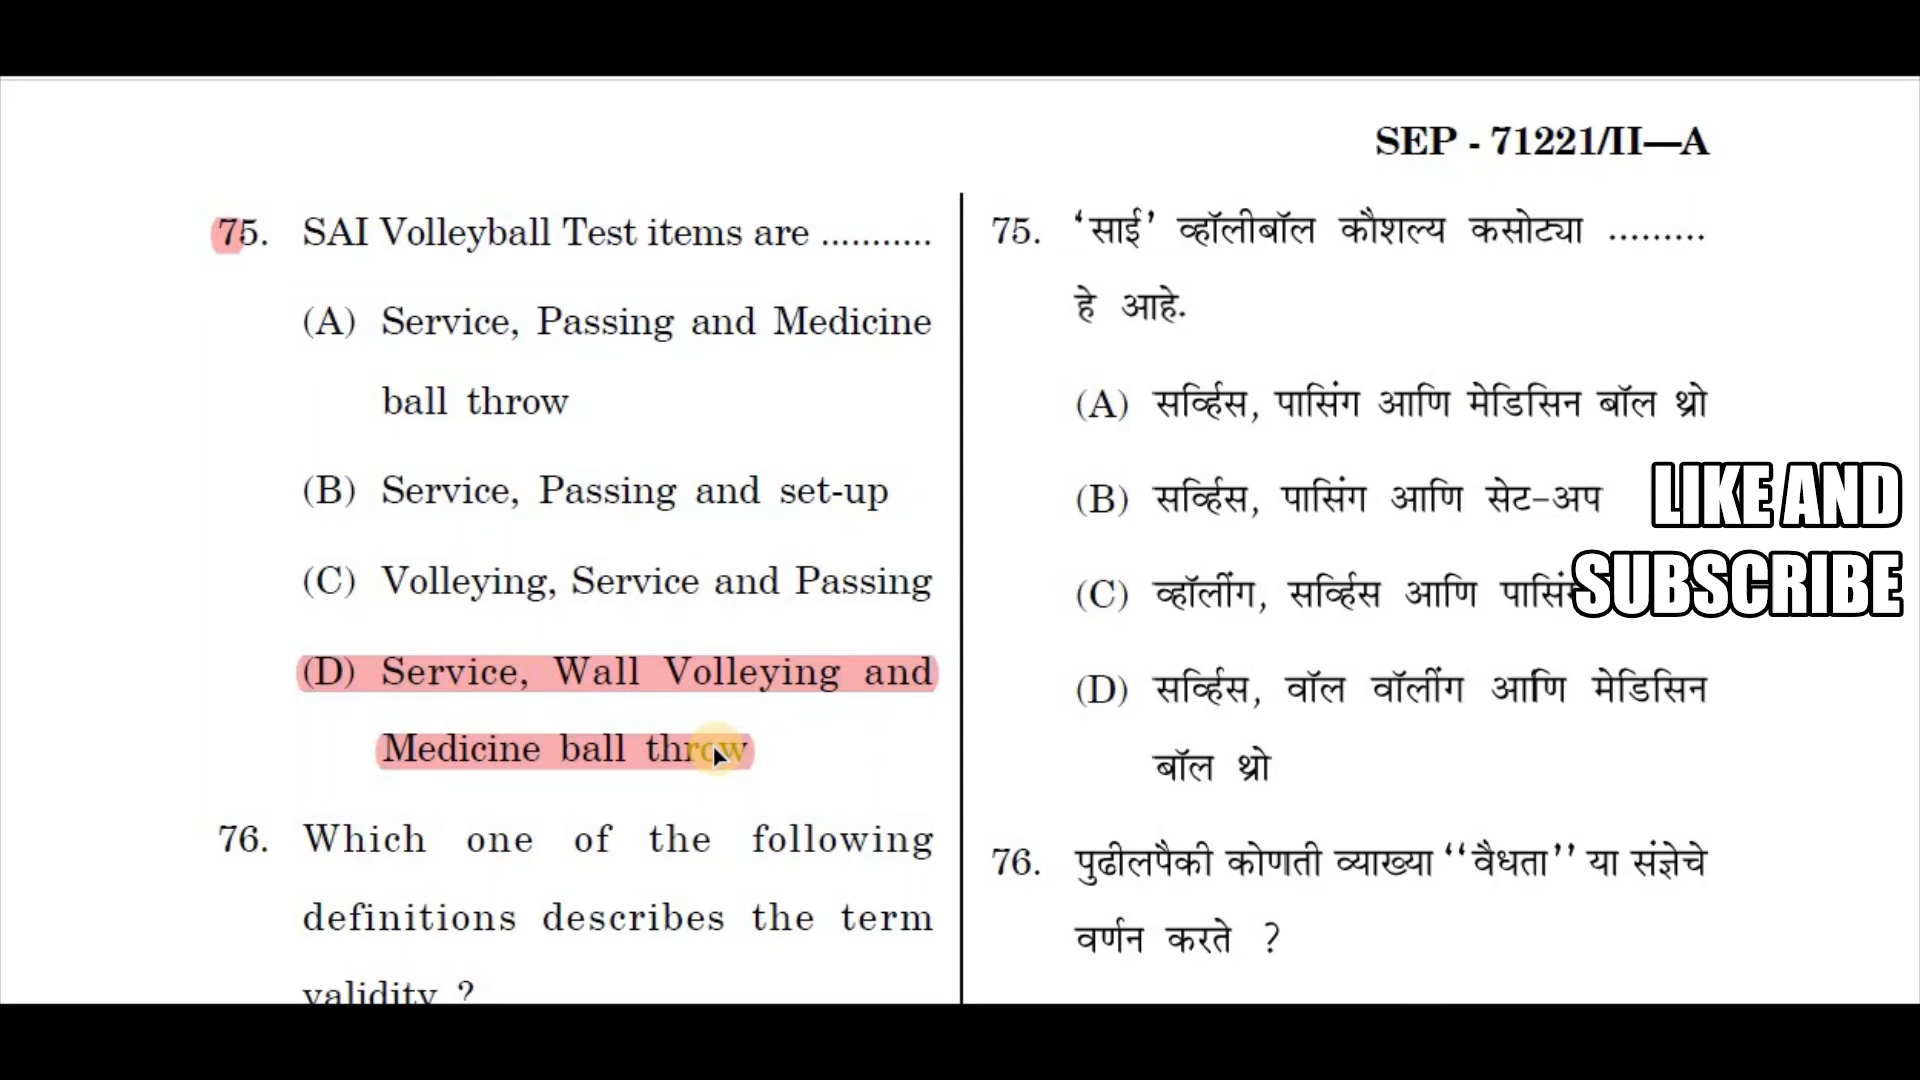 SEP - 71221/II—A
75. SAI Volleyball Test items are ...........
(A) Service, Passing and Medicine
ball throw
(B) Service, Passing and set-up
(C) Volleying, Service and Passing
(D) Service, Wall Volleying and
Medicine ball throw
76. Which one of the following
definitions describes the term
validity ?
75. ‘साई’ व्हॉलीबॉल कौशल्य कसोट्या .........
हे आहे.
(A) सर्व्हिस, पासिंग आणि मेडिसिन बॉल थ्रो
(B) सर्व्हिस, पासिंग आणि सेट-अप
(C) व्हॉलींग, सर्व्हिस आणि पासिंग
(D) सर्व्हिस, वॉल वॉलींग आणि मेडिसिन
बॉल थ्रो
76. पुढीलपैकी कोणती व्याख्या ‘‘वैधता’’ या संज्ञेचे
वर्णन करते ?
LIKE AND
SUBSCRIBE